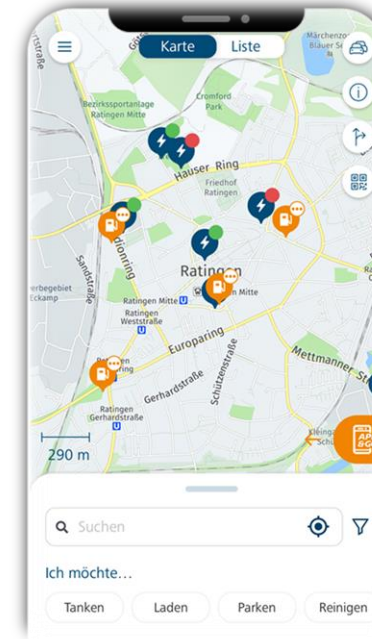 Karte
Liste
Bezirkssportanlage
Ratingen Mitte
Cromford
Park
Hauser Ring
Friedhof
Ratingen
Sandstraße
Ratingen
Ratingen Mitte
Mitte
Ratingen
Weststraße
Europaring
Schützenstraße
Gerhardstraße
Mettmanner
Ratingen
Gerhardstraße
290 m
Suchen
Ich möchte...
Tanken
Laden
Parken
Reinigen